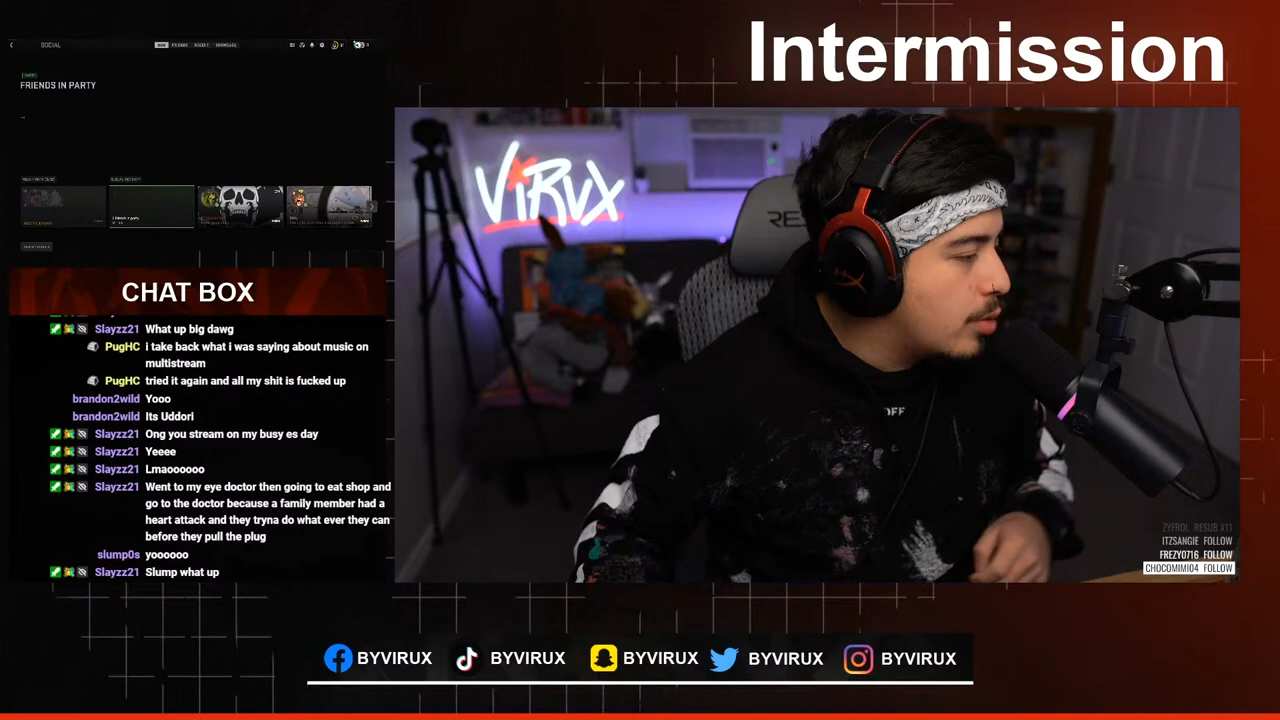 Intermission
SOCIAL
FRIENDS
RECENT
FRIENDS IN PARTY
ViRUX
CHAT BOX
Slayzz21 What up big dawg
PugHC i take back what i was saying about music on
multistream
PugHC tried it again and all my shit is fucked up
brandon2wild Yooo
brandon2wild Its Uddori
Slayzz21 Ong you stream on my busy es day
Slayzz21 Yeeee
Slayzz21 Lmaoooooo
Slayzz21 Went to my eye doctor then going to eat shop and
go to the doctor because a family member had a
heart attack and they tryna do what ever they can
before they pull the plug
slump0s yoooooo
Slayzz21 Slump what up
OFF
ZYFROL RESUB X11
ITZSANGIE FOLLOW
FREZY0716 FOLLOW
CHOCOMIMI04 FOLLOW
BYVIRUX BYVIRUX BYVIRUX BYVIRUX BYVIRUX